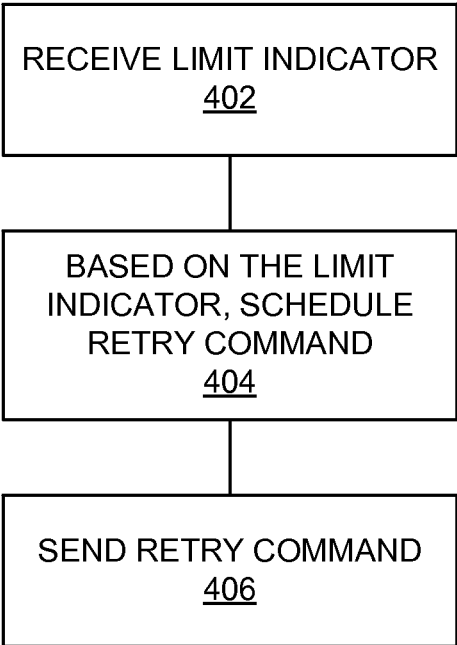 RECEIVE LIMIT INDICATOR
402
BASED ON THE LIMIT
INDICATOR, SCHEDULE
RETRY COMMAND
404
SEND RETRY COMMAND
406